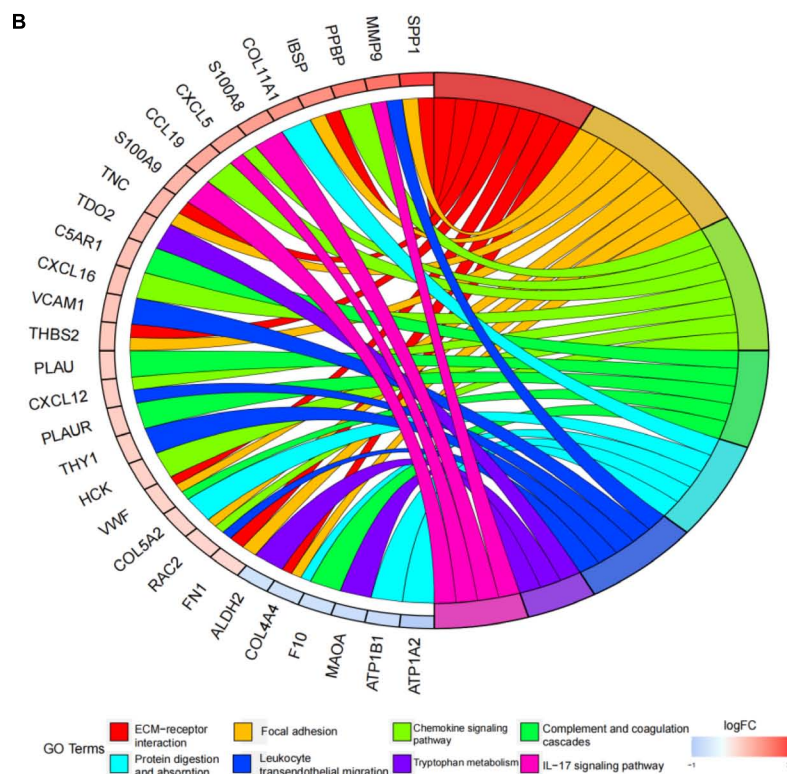 B
SPP1
MMP9
PPBP
IBSP
COL11A1
S100A8
CXCL5
CCL19
S100A9
TNC
TDO2
C5AR1
CXCL16
VCAM1
THBS2
PLAU
CXCL12
PLAUR
THY1
HCK
VWF
COL5A2
RAC2
FN1
ALDH2
COL4A4
F10
MAOA
ATP1B1
ATP1A2
GO Terms
ECM−receptor
interaction
Focal adhesion
Chemokine signaling
pathway
Complement and coagulation
cascades
Protein digestion
and absorption
Leukocyte
transendothelial migration
Tryptophan metabolism
IL−17 signaling pathway
logFC
−1